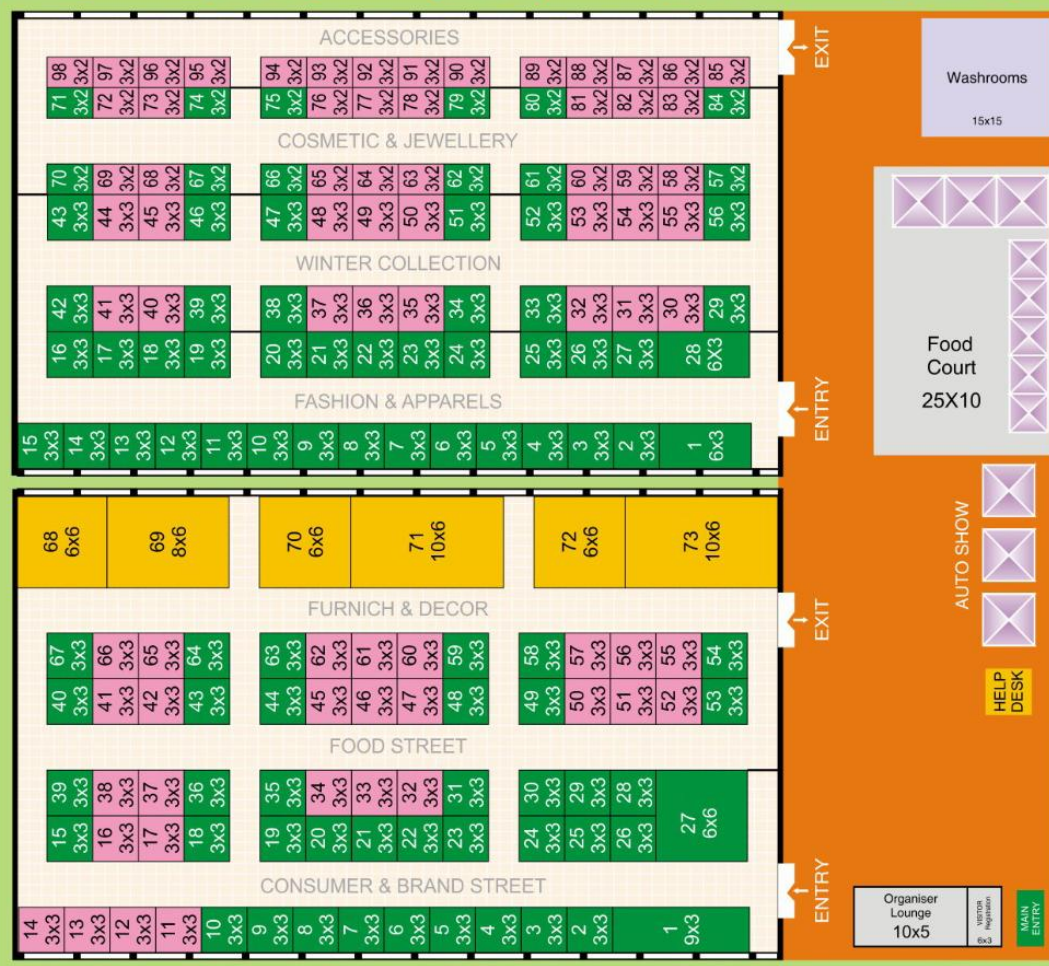 ACCESSORIES
98 3x2
97 3x2
96 3x2
95 3x2
94 3x2
93 3x2
92 3x2
91 3x2
90 3x2
89 3x2
88 3x2
87 3x2
86 3x2
85 3x2
71 3x2
72 3x2
73 3x2
74 3x2
75 3x2
76 3x2
77 3x2
78 3x2
79 3x2
80 3x2
81 3x2
82 3x2
83 3x2
84 3x2
COSMETIC & JEWELLERY
70 3x2
69 3x2
68 3x2
67 3x2
66 3x2
65 3x2
64 3x2
63 3x2
62 3x2
61 3x2
60 3x2
59 3x2
58 3x2
57 3x2
43 3x3
44 3x3
45 3x3
46 3x3
47 3x3
48 3x3
49 3x3
50 3x3
51 3x3
52 3x3
53 3x3
54 3x3
55 3x3
56 3x3
WINTER COLLECTION
42 3x3
41 3x3
40 3x3
39 3x3
38 3x3
37 3x3
36 3x3
35 3x3
34 3x3
33 3x3
32 3x3
31 3x3
30 3x3
29 3x3
16 3x3
17 3x3
18 3x3
19 3x3
20 3x3
21 3x3
22 3x3
23 3x3
24 3x3
25 3x3
26 3x3
27 3x3
28 6X3
FASHION & APPARELS
15 3x3
14 3x3
13 3x3
12 3x3
11 3x3
10 3x3
9 3x3
8 3x3
7 3x3
6 3x3
5 3x3
4 3x3
3 3x3
2 3x3
1 6x3
EXIT
ENTRY
68 6x6
69 8x6
70 6x6
71 10x6
72 6x6
73 10x6
FURNICH & DECOR
67 3x3
66 3x3
65 3x3
64 3x3
63 3x3
62 3x3
61 3x3
60 3x3
59 3x3
58 3x3
57 3x3
56 3x3
55 3x3
54 3x3
40 3x3
41 3x3
42 3x3
43 3x3
44 3x3
45 3x3
46 3x3
47 3x3
48 3x3
49 3x3
50 3x3
51 3x3
52 3x3
53 3x3
FOOD STREET
39 3x3
38 3x3
37 3x3
36 3x3
35 3x3
34 3x3
33 3x3
32 3x3
31 3x3
30 3x3
29 3x3
28 3x3
27 6x6
15 3x3
16 3x3
17 3x3
18 3x3
19 3x3
20 3x3
21 3x3
22 3x3
23 3x3
24 3x3
25 3x3
26 3x3
CONSUMER & BRAND STREET
14 3x3
13 3x3
12 3x3
11 3x3
10 3x3
9 3x3
8 3x3
7 3x3
6 3x3
5 3x3
4 3x3
3 3x3
2 3x3
1 9x3
EXIT
ENTRY
Washrooms
15x15
Food
Court
25X10
AUTO SHOW
HELP
DESK
Organiser
Lounge
10x5
VISITOR
Registration
6x3
MAIN
ENTRY